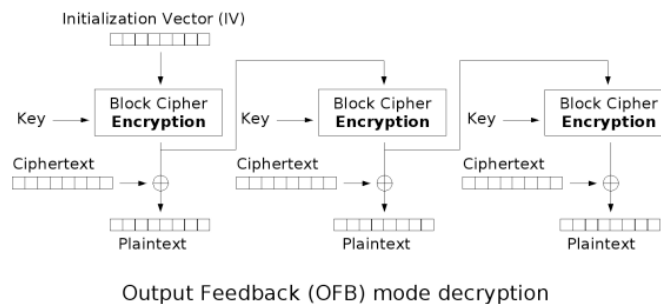 Initialization Vector (IV)
Block Cipher
Encryption
Block Cipher
Encryption
Block Cipher
Encryption
Key
Key
Key
Ciphertext
Ciphertext
Ciphertext
Plaintext
Plaintext
Plaintext
Output Feedback (OFB) mode decryption